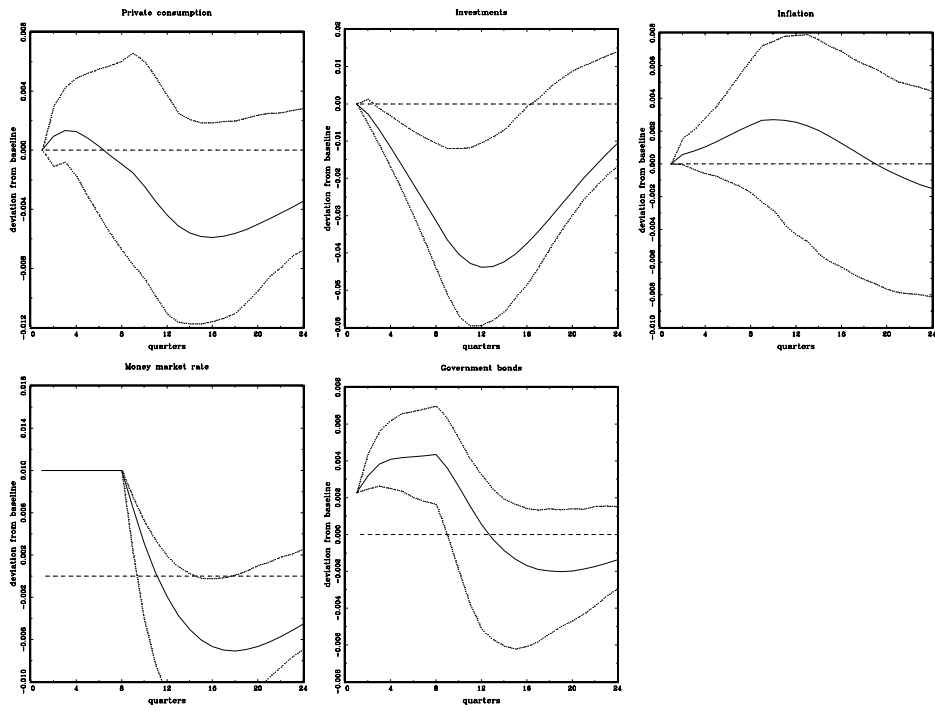 Private consumption
deviation from baseline
0.008
0.004
0.000
-0.004
-0.008
-0.012
0 4 8 12 16 20 24
quarters
Investments
deviation from baseline
0.02
0.01
0.00
-0.01
-0.02
-0.03
-0.04
-0.05
-0.06
0 4 8 12 16 20 24
quarters
Inflation
deviation from baseline
0.008
0.006
0.004
0.002
0.000
-0.002
-0.004
-0.006
-0.008
-0.010
0 4 8 12 16 20 24
quarters
Money market rate
deviation from baseline
0.018
0.014
0.010
0.006
0.002
-0.002
-0.006
-0.010
0 4 8 12 16 20 24
quarters
Government bonds
deviation from baseline
0.008
0.006
0.004
0.002
0.000
-0.002
-0.004
-0.006
-0.008
0 4 8 12 16 20 24
quarters